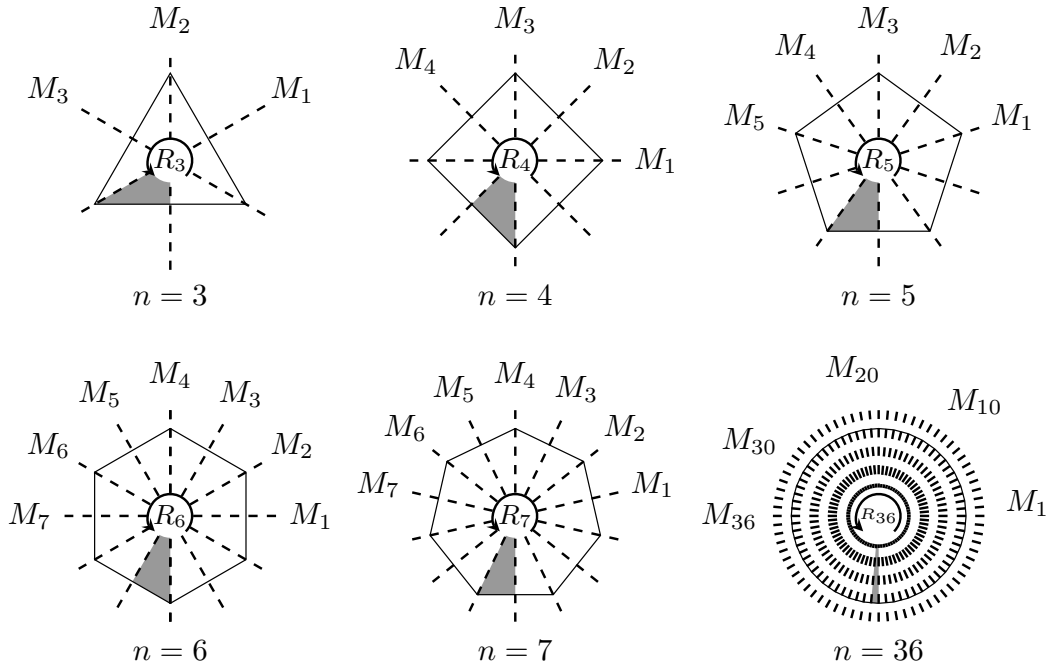 M₂
M₃ M₁
R₃
n = 3
M₃
M₄ M₂
R₄ M₁
n = 4
M₃
M₄ M₂
M₅ M₁
R₅
n = 5
M₄
M₅ M₃
M₆ M₂
M₇ R₆ M₁
n = 6
M₄
M₅ M₃
M₆ M₂
M₇ M₁
R₇
n = 7
M₂₀
M₁₀
M₃₀
M₃₆ R₃₆ M₁
n = 36